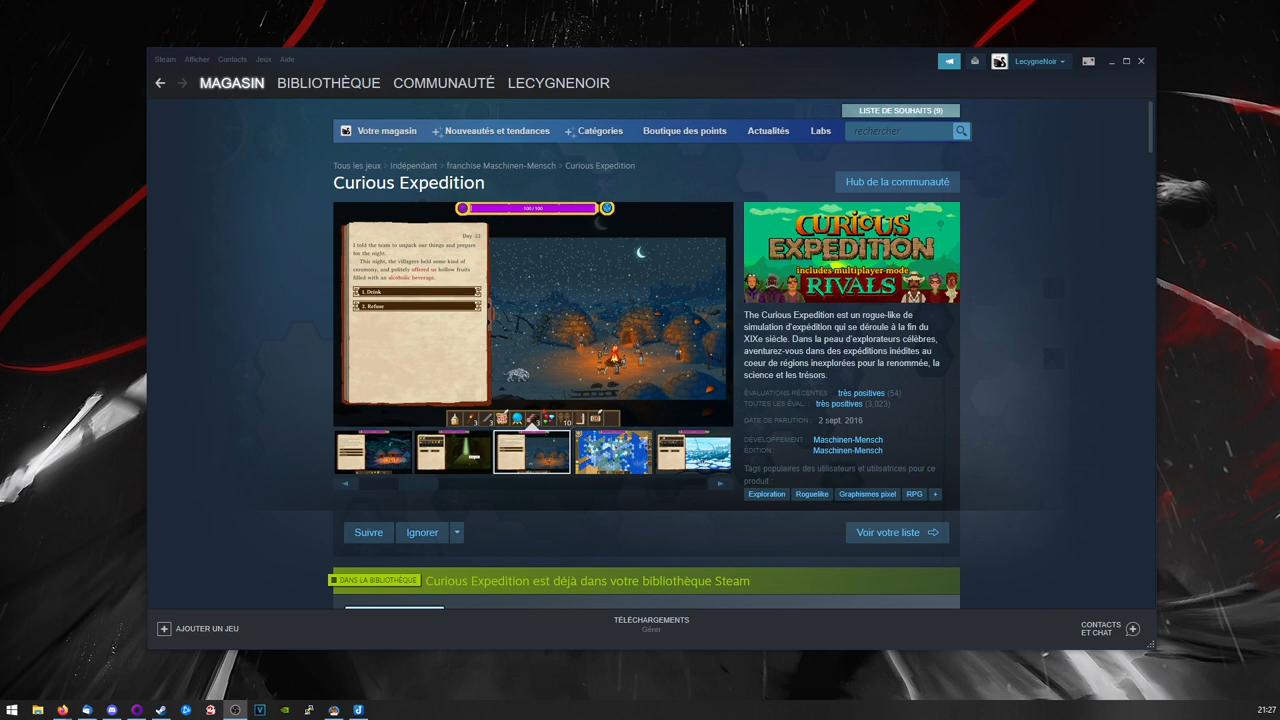 Steam Afficher Contacts Jeux Aide
LECYGNENOIR
MAGASIN BIBLIOTHÈQUE COMMUNAUTÉ LECYGNENOIR
LecygneNoir
LISTE DE SOUHAITS (9)
Votre magasin Nouveautés et tendances Catégories Boutique des points Actualités Labs rechercher
Tous les jeux > Indépendant > franchise Maschinen-Mensch > Curious Expedition
Curious Expedition
Hub de la communauté
100 / 100
Day 33
I told the team to unpack our things and prepare
for the night.
This night, the villagers held some kind of
ceremony, and politely offered us hollow fruits
filled with an alcoholic beverage.
1. Drink
2. Refuse
3 3 3 10
CURIOUS
EXPEDITION
includes multiplayer-mode
RIVALS
The Curious Expedition est un rogue-like de
simulation d'expédition qui se déroule à la fin du
XIXe siècle. Dans la peau d'explorateurs célèbres,
aventurez-vous dans des expéditions inédites au
coeur de régions inexplorées pour la renommée, la
science et les trésors.
ÉVALUATIONS RÉCENTES : très positives (54)
TOUTES LES ÉVAL. : très positives (3,023)
DATE DE PARUTION : 2 sept. 2016
DÉVELOPPEMENT : Maschinen-Mensch
ÉDITION : Maschinen-Mensch
Tags populaires des utilisateurs et utilisatrices pour ce
produit :
Exploration Roguelike Graphismes pixel RPG +
Suivre Ignorer Voir votre liste
DANS LA BIBLIOTHÈQUE Curious Expedition est déjà dans votre bibliothèque Steam
AJOUTER UN JEU
TÉLÉCHARGEMENTS
Gérer
CONTACTS
ET CHAT
21:27